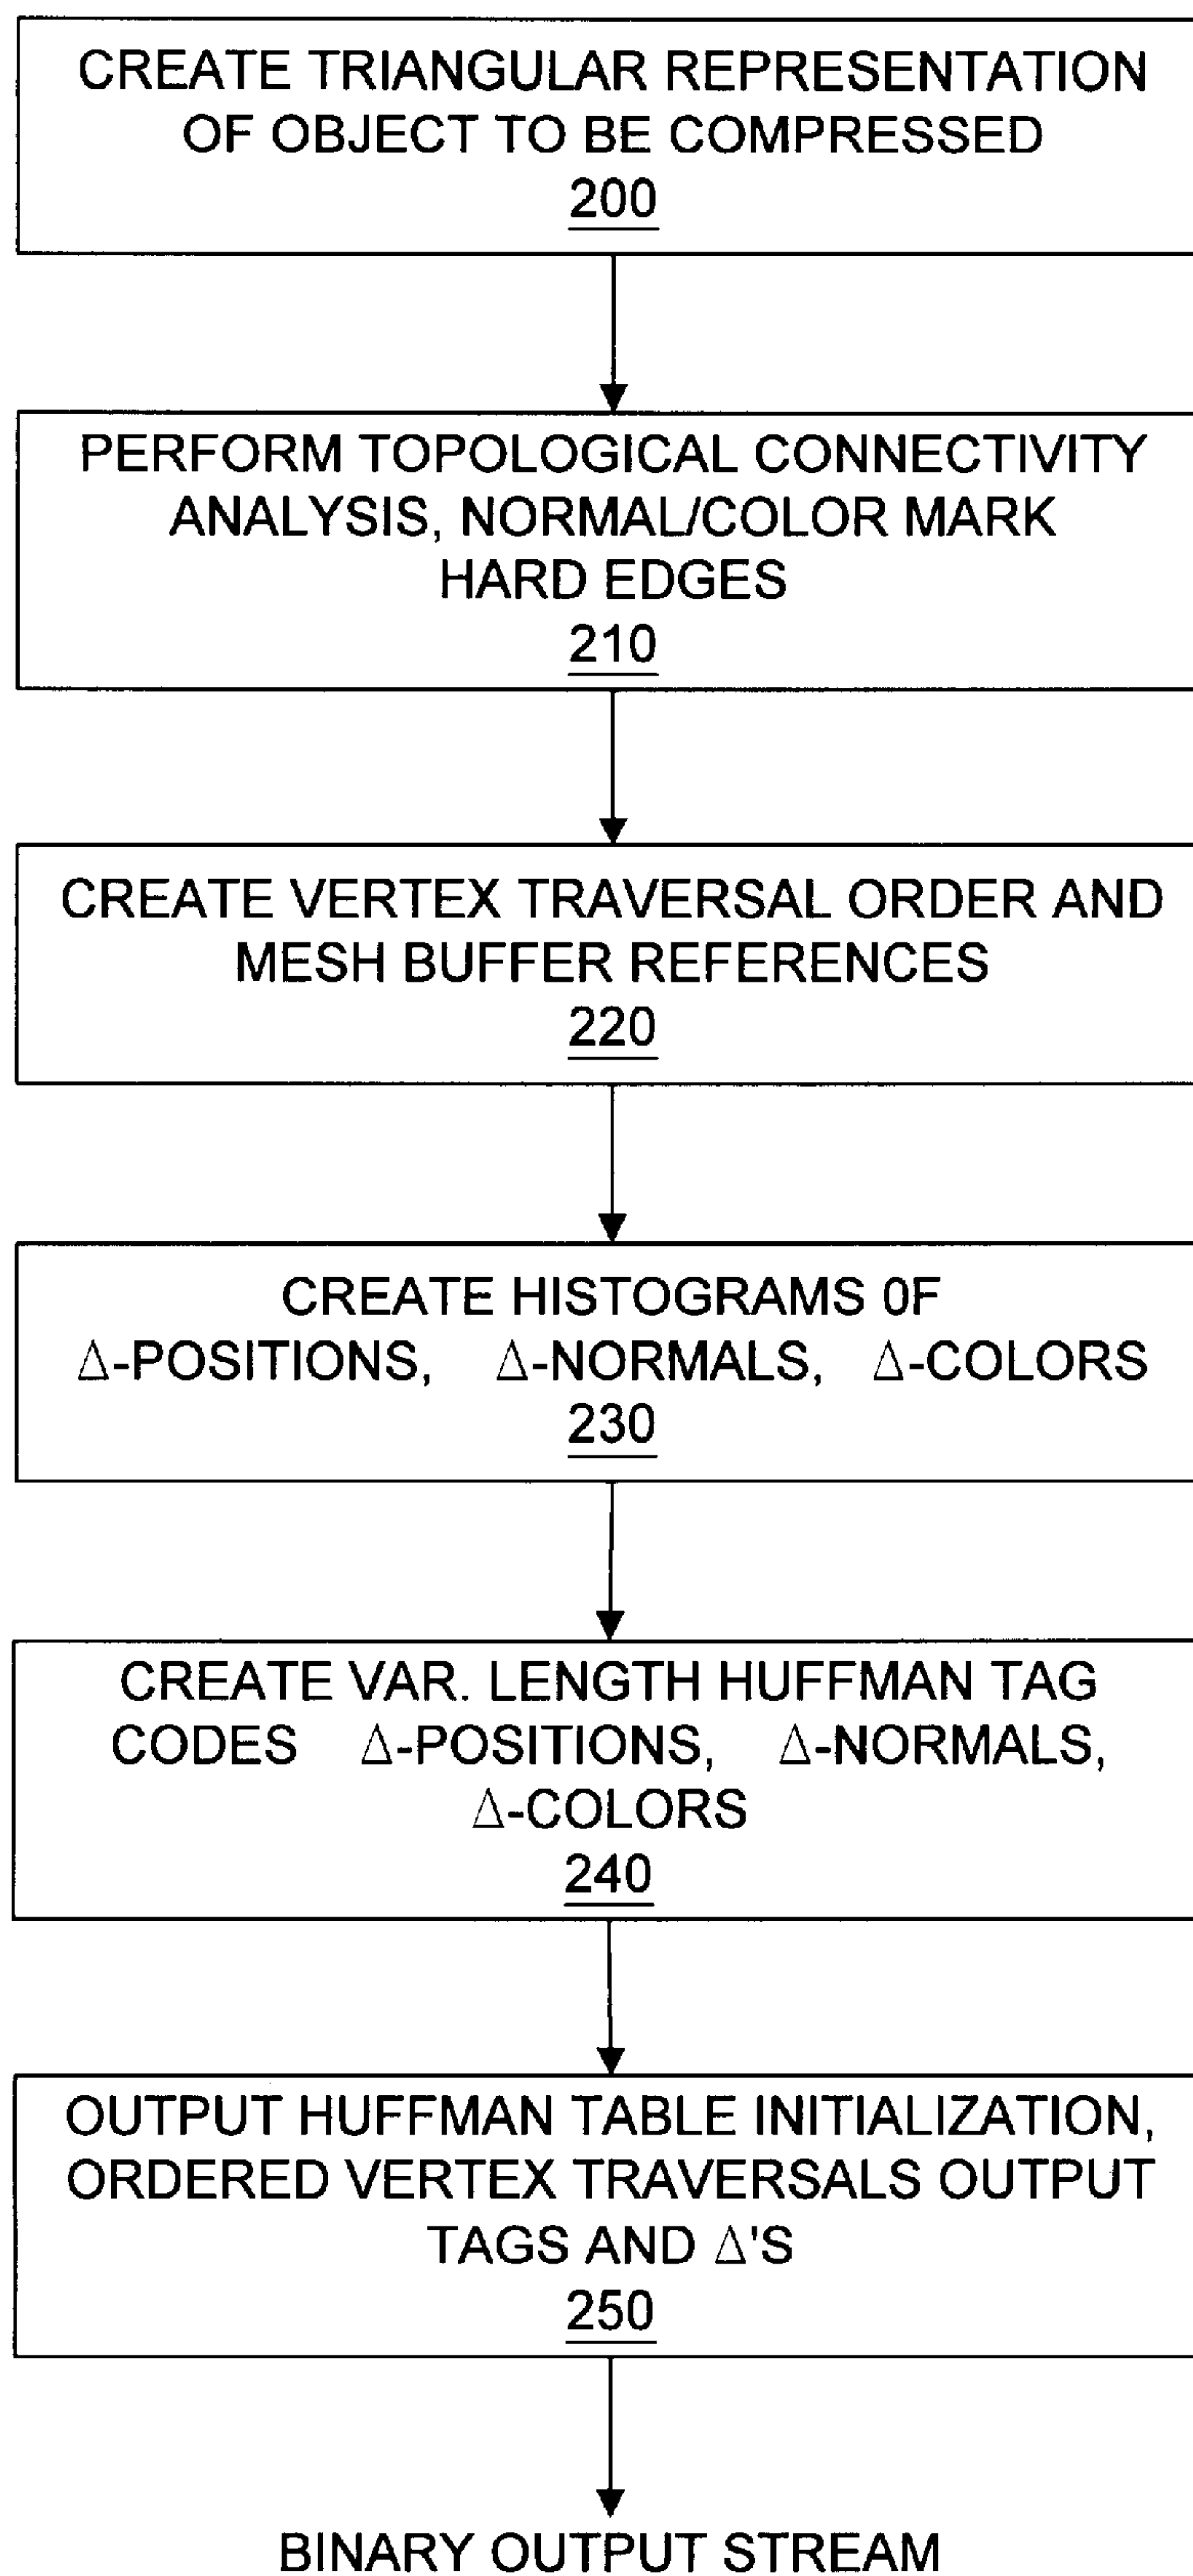 CREATE TRIANGULAR REPRESENTATION
OF OBJECT TO BE COMPRESSED
200
PERFORM TOPOLOGICAL CONNECTIVITY
ANALYSIS, NORMAL/COLOR MARK
HARD EDGES
210
CREATE VERTEX TRAVERSAL ORDER AND
MESH BUFFER REFERENCES
220
CREATE HISTOGRAMS 0F
Δ-POSITIONS, Δ-NORMALS, Δ-COLORS
230
CREATE VAR. LENGTH HUFFMAN TAG
CODES Δ-POSITIONS, Δ-NORMALS,
Δ-COLORS
240
OUTPUT HUFFMAN TABLE INITIALIZATION,
ORDERED VERTEX TRAVERSALS OUTPUT
TAGS AND Δ'S
250
BINARY OUTPUT STREAM